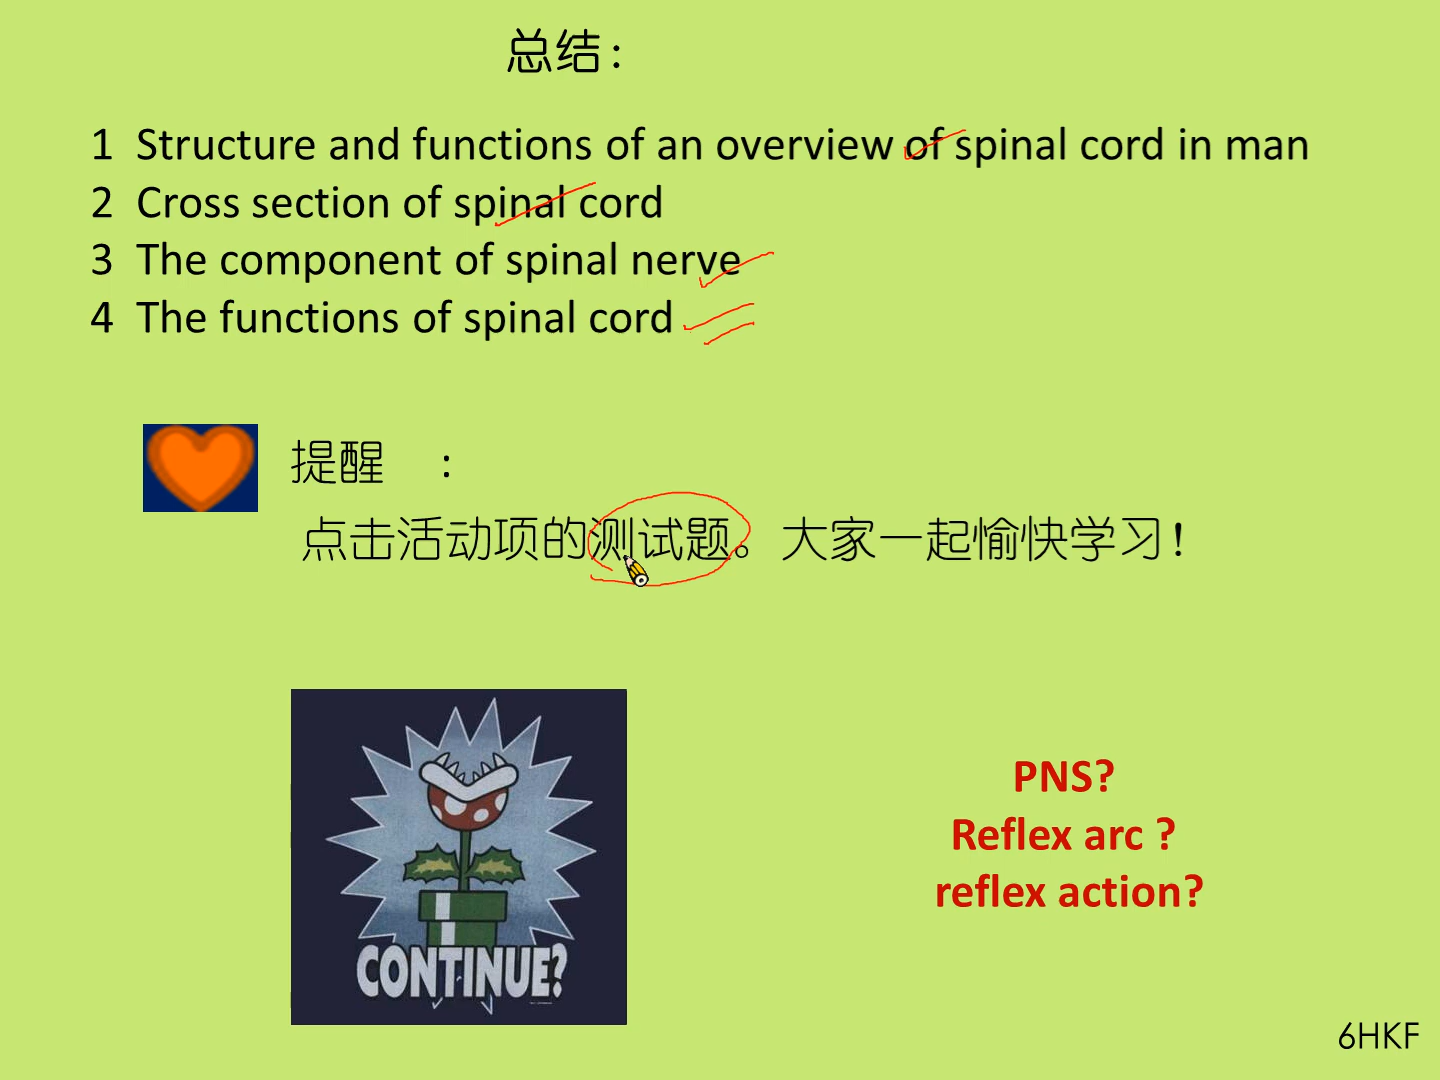 总结：
1 Structure and functions of an overview of spinal cord in man
2 Cross section of spinal cord
3 The component of spinal nerve
4 The functions of spinal cord
提醒 ：
点击活动项的测试题。大家一起愉快学习！
CONTINUE?
PNS?
Reflex arc ?
reflex action?
6HKF